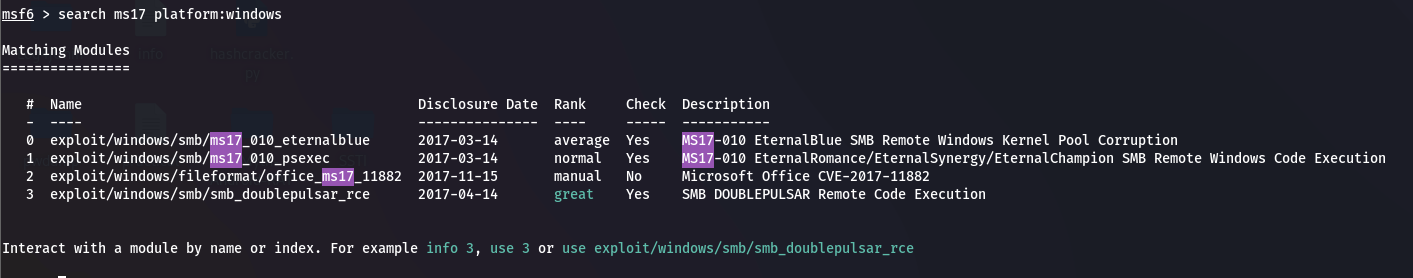 msf6 > search ms17 platform:windows
Matching Modules
================
# Name Disclosure Date Rank Check Description
- ---- --------------- ---- ----- -----------
0 exploit/windows/smb/ms17_010_eternalblue 2017-03-14 average Yes MS17-010 EternalBlue SMB Remote Windows Kernel Pool Corruption
1 exploit/windows/smb/ms17_010_psexec 2017-03-14 normal Yes MS17-010 EternalRomance/EternalSynergy/EternalChampion SMB Remote Windows Code Execution
2 exploit/windows/fileformat/office_ms17_11882 2017-11-15 manual No Microsoft Office CVE-2017-11882
3 exploit/windows/smb/smb_doublepulsar_rce 2017-04-14 great Yes SMB DOUBLEPULSAR Remote Code Execution
Interact with a module by name or index. For example info 3, use 3 or use exploit/windows/smb/smb_doublepulsar_rce